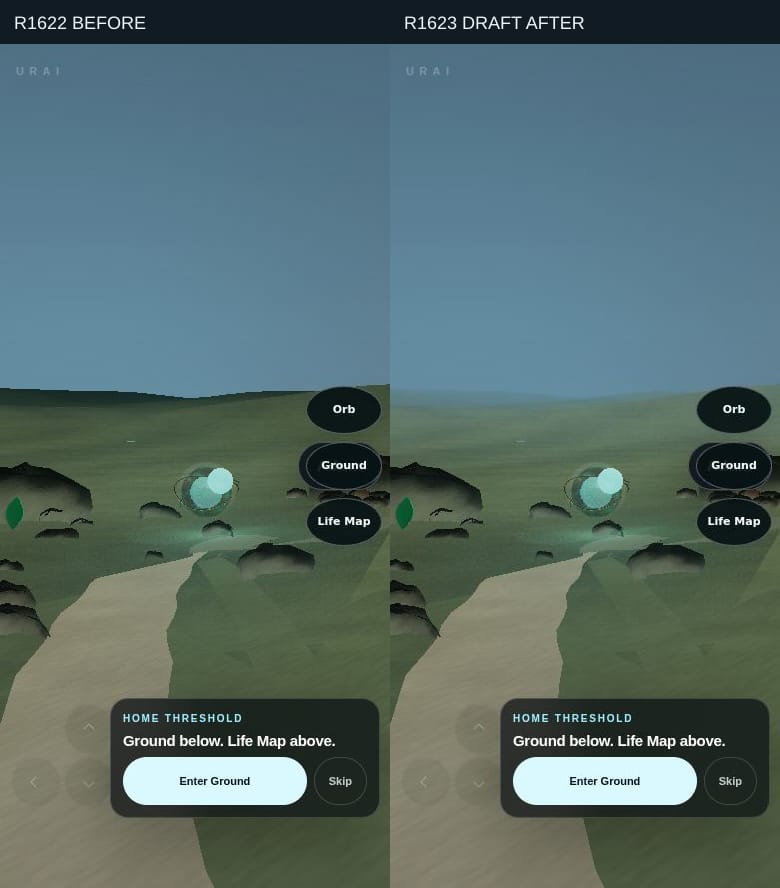 R1622 BEFORE
URAI
Orb
Ground
Life Map
HOME THRESHOLD
Ground below. Life Map above.
Enter Ground
Skip
R1623 DRAFT AFTER
URAI
Orb
Ground
Life Map
HOME THRESHOLD
Ground below. Life Map above.
Enter Ground
Skip